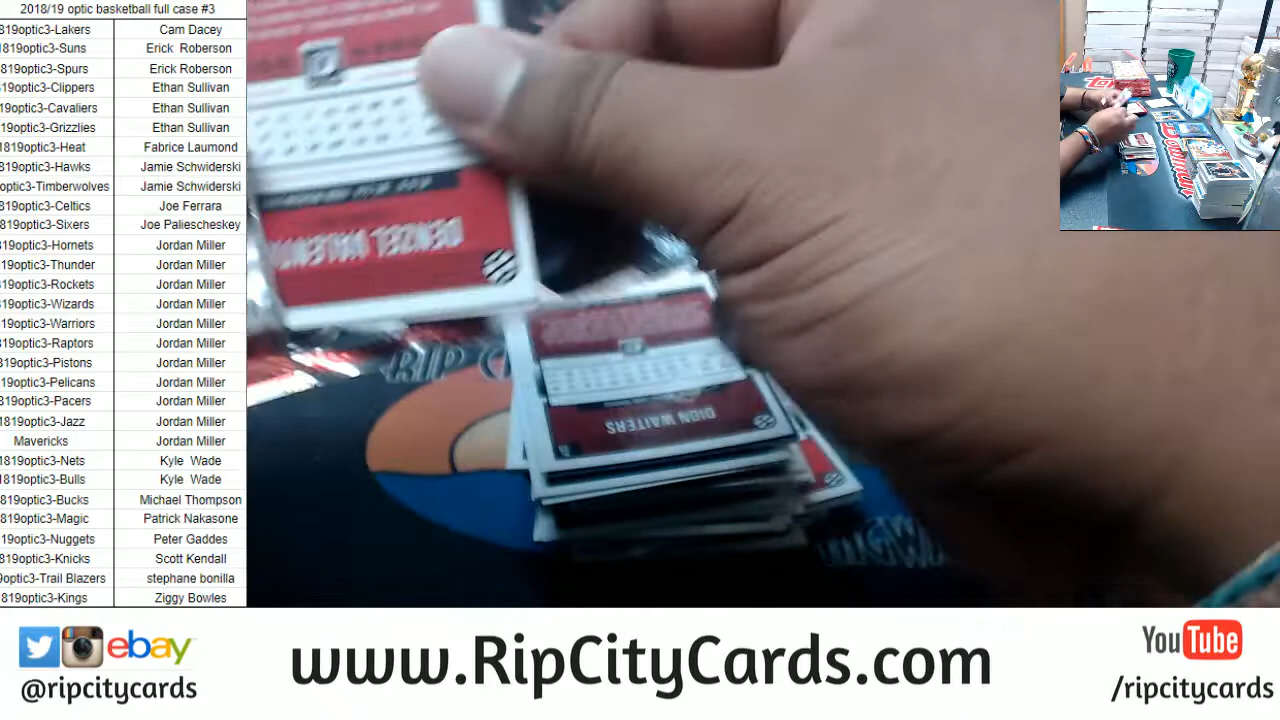 2018/19 optic basketball full case #3
819optic3-Lakers Cam Dacey
1819optic3-Suns Erick Roberson
819optic3-Spurs Erick Roberson
819optic3-Clippers Ethan Sullivan
819optic3-Cavaliers Ethan Sullivan
19optic3-Grizzlies Ethan Sullivan
1819optic3-Heat Fabrice Laumond
819optic3-Hawks Jamie Schwiderski
optic3-Timberwolves Jamie Schwiderski
819optic3-Celtics Joe Ferrara
819optic3-Sixers Joe Paliescheskey
819optic3-Hornets Jordan Miller
19optic3-Thunder Jordan Miller
819optic3-Rockets Jordan Miller
819optic3-Wizards Jordan Miller
819optic3-Warriors Jordan Miller
819optic3-Raptors Jordan Miller
819optic3-Pistons Jordan Miller
819optic3-Pelicans Jordan Miller
819optic3-Pacers Jordan Miller
1819optic3-Jazz Jordan Miller
Mavericks Jordan Miller
1819optic3-Nets Kyle Wade
1819optic3-Bulls Kyle Wade
819optic3-Bucks Michael Thompson
819optic3-Magic Patrick Nakasone
19optic3-Nuggets Peter Gaddes
819optic3-Knicks Scott Kendall
optic3-Trail Blazers stephane bonilla
819optic3-Kings Ziggy Bowles
DENZEL VALENTI
RIP C
DION WAITERS
ebay
@ripcitycards
www.RipCityCards.com
YouTube
/ripcitycards